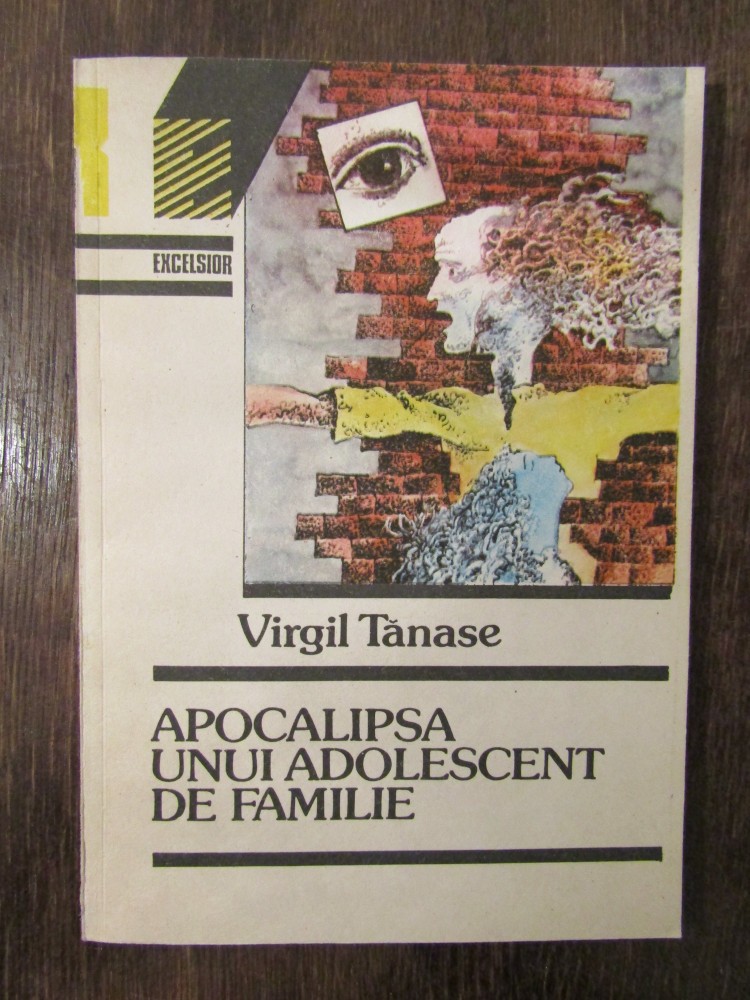 EXCELSIOR
Virgil Tănase
APOCALIPSA
UNUI ADOLESCENT
DE FAMILIE